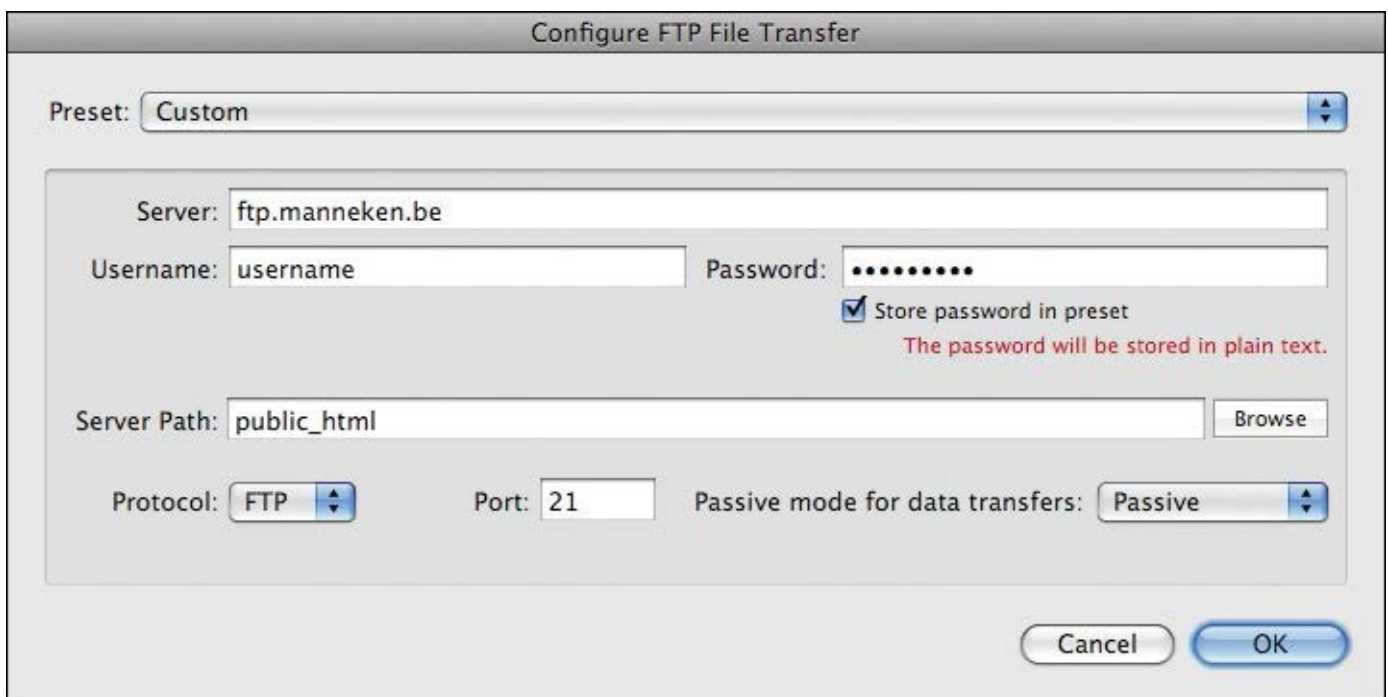 Configure FTP File Transfer
Preset: Custom
Server: ftp.manneken.be
Username: username Password: •••••••••
Store password in preset
The password will be stored in plain text.
Server Path: public_html Browse
Protocol: FTP Port: 21 Passive mode for data transfers: Passive
Cancel OK